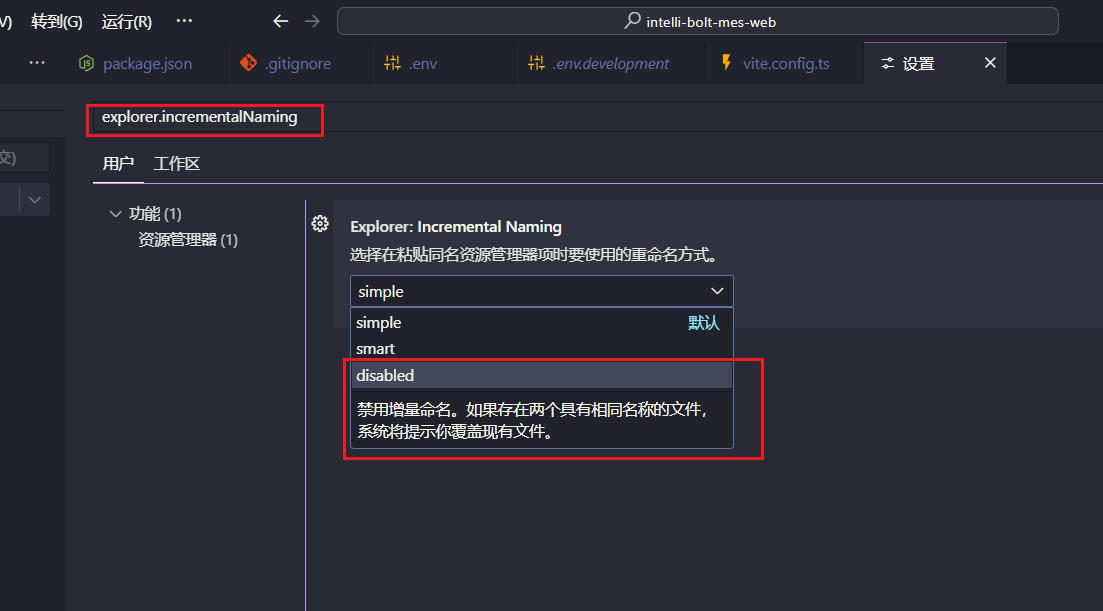 V) 转到(G) 运行(R) ··· intelli-bolt-mes-web
··· package.json .gitignore .env .env.development vite.config.ts 设置
explorer.incrementalNaming
交)
用户 工作区
功能 (1)
资源管理器 (1)
Explorer: Incremental Naming
选择在粘贴同名资源管理器项时要使用的重命名方式。
simple
simple 默认
smart
disabled
禁用增量命名。如果存在两个具有相同名称的文件，
系统将提示你覆盖现有文件。